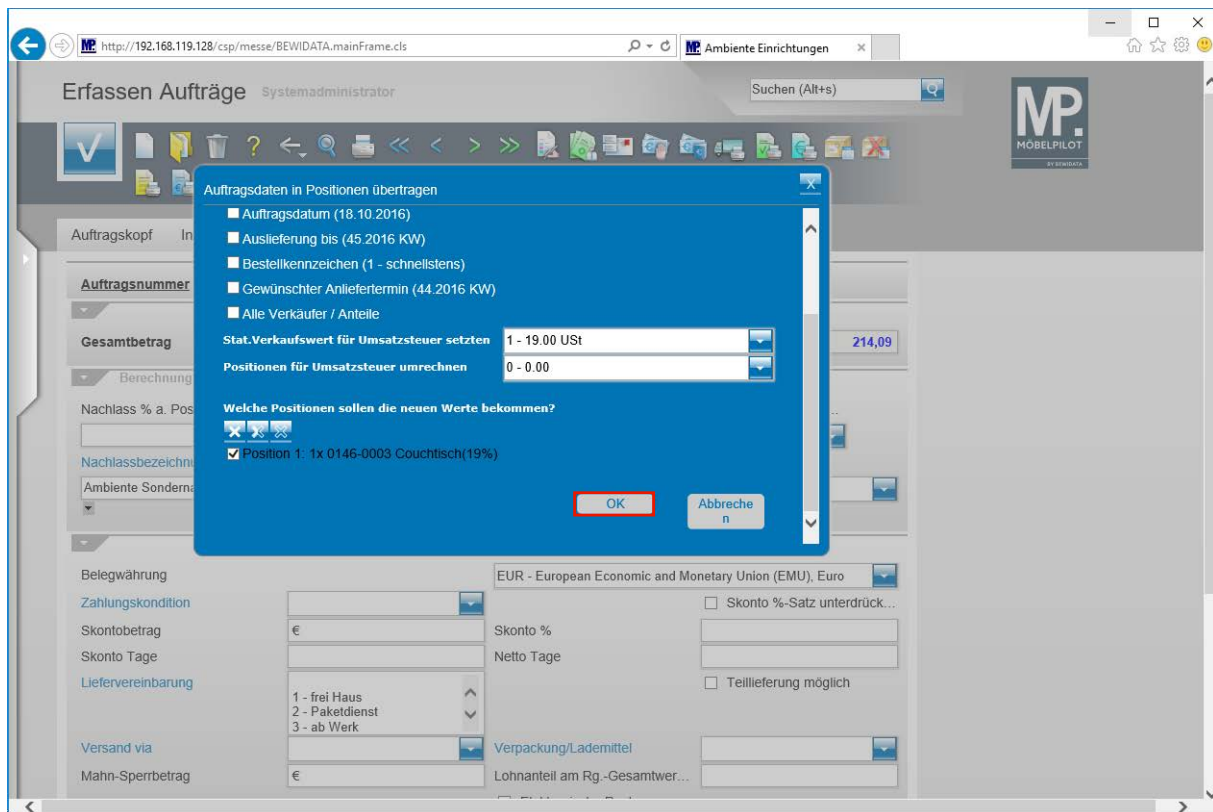 http://192.168.119.128/csp/messe/BEWIDATA.mainFrame.cls
MP. Ambiente Einrichtungen
Erfassen Aufträge Systemadministrator
Suchen (Alt+s)
MP.
MÖBELPILOT
BY BEWIDATA
Auftragsdaten in Positionen übertragen
Auftragsdatum (18.10.2016)
Auftragskopf In
Auslieferung bis (45.2016 KW)
Bestellkennzeichen (1 - schnellstens)
Auftragsnummer
Gewünschter Anliefertermin (44.2016 KW)
Alle Verkäufer / Anteile
Gesamtbetrag
Stat.Verkaufswert für Umsatzsteuer setzten 1 - 19.00 USt
214,09
Positionen für Umsatzsteuer umrechnen 0 - 0.00
Berechnung
Nachlass % a. Pos
Welche Positionen sollen die neuen Werte bekommen?
Position 1: 1x 0146-0003 Couchtisch(19%)
Nachlassbezeichnu
Ambiente Sonderna
OK
Abbreche
n
Belegwährung EUR - European Economic and Monetary Union (EMU), Euro
Zahlungskondition Skonto %-Satz unterdrück...
Skontobetrag € Skonto %
Skonto Tage Netto Tage
Liefervereinbarung Teillieferung möglich
1 - frei Haus
2 - Paketdienst
3 - ab Werk
Versand via Verpackung/Lademittel
Mahn-Sperrbetrag € Lohnanteil am Rg.-Gesamtwer...